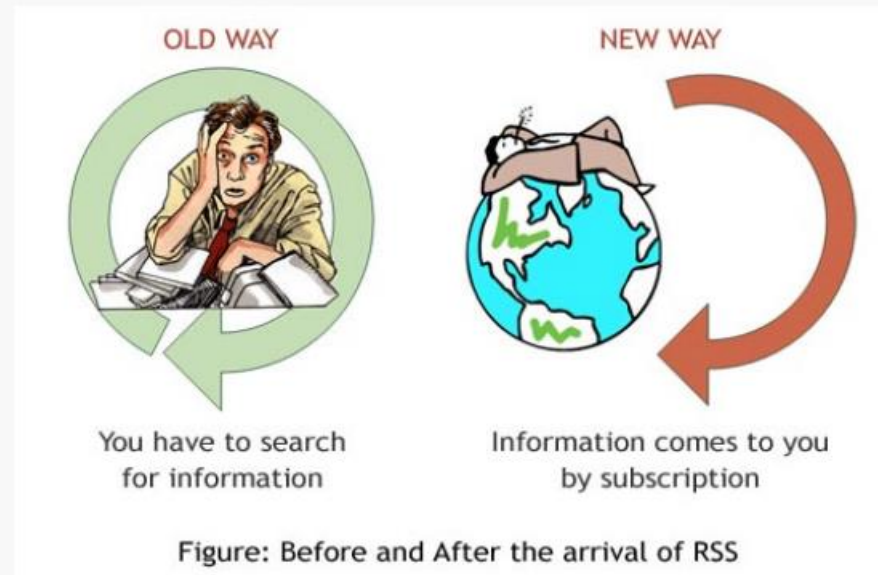 OLD WAY
NEW WAY
You have to search
for information
Information comes to you
by subscription
Figure: Before and After the arrival of RSS